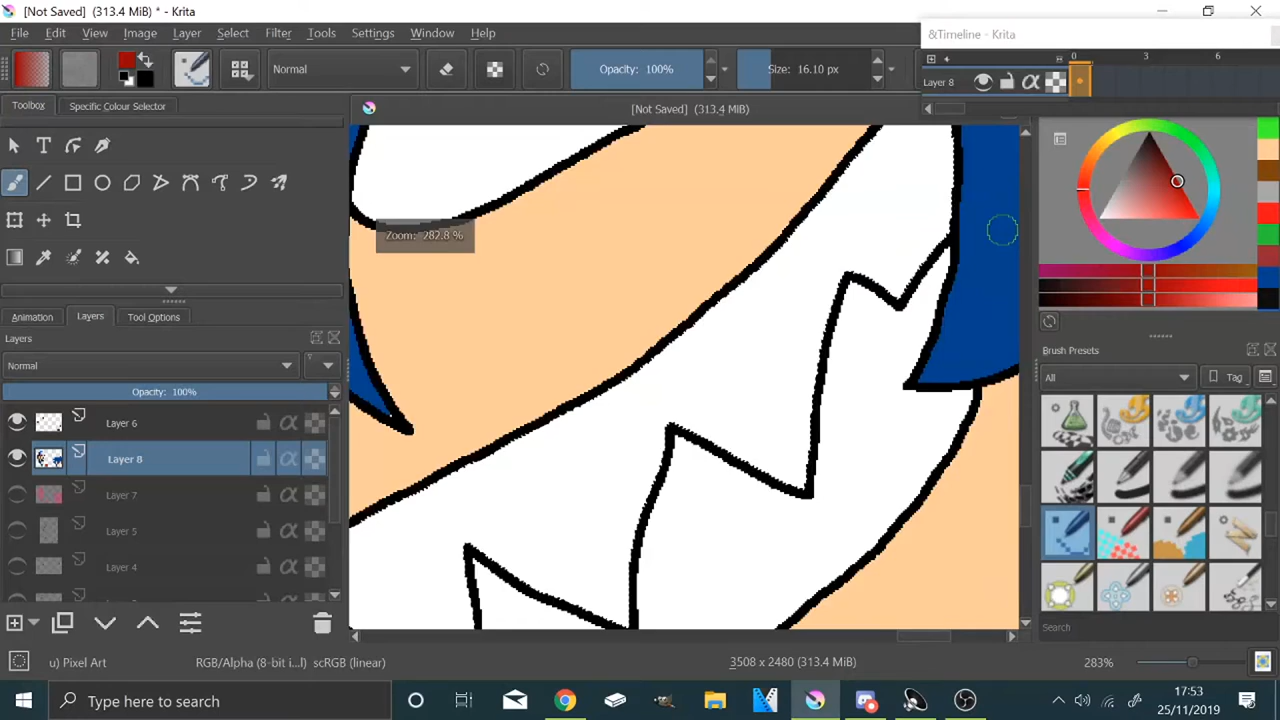 [Not Saved] (313.4 MiB) * - Krita
File Edit View Image Layer Select Filter Tools Settings Window Help
&Timeline - Krita
Normal
Opacity: 100%
Size: 16.10 px
0 3 6
Layer 8
Toolbox
Specific Colour Selector
[Not Saved] (313.4 MiB)
Zoom: 282.8 %
Animation Layers Tool Options
Layers
Normal
Opacity: 100%
Layer 6
Layer 8
Layer 7
Layer 5
Layer 4
Brush Presets
All
Tag
Search
u) Pixel Art
RGB/Alpha (8-bit i...l) scRGB (linear)
3508 x 2480 (313.4 MiB)
283%
Type here to search
17:53
25/11/2019